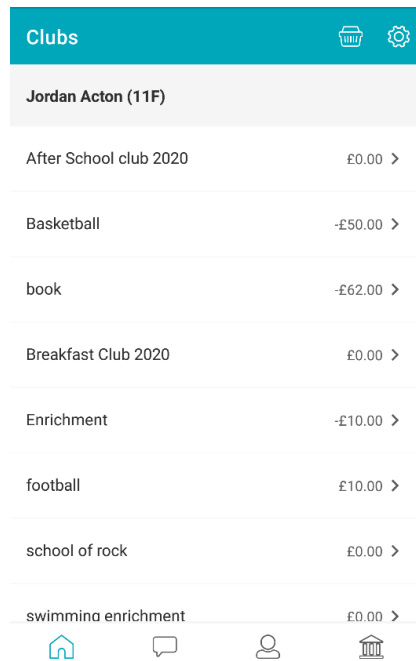 Clubs
Jordan Acton (11F)
After School club 2020 £0.00
Basketball -£50.00
book -£62.00
Breakfast Club 2020 £0.00
Enrichment -£10.00
football £10.00
school of rock £0.00
swimming enrichment £0.00